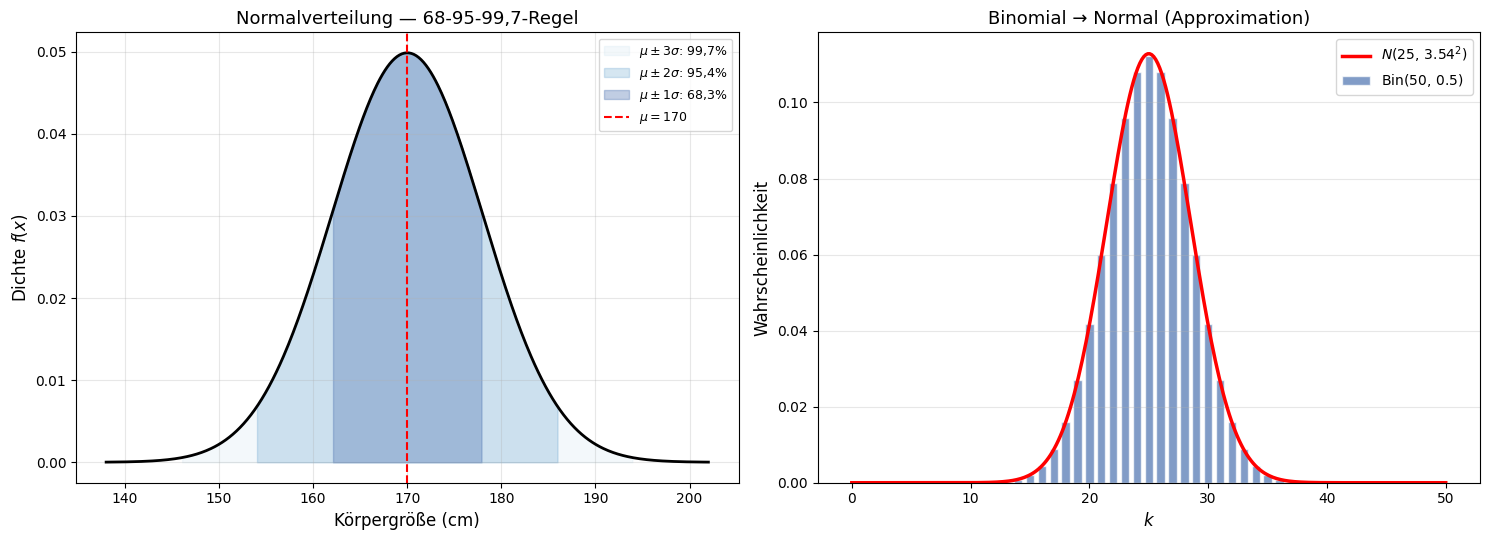 Normalverteilung — 68-95-99,7-Regel
μ ± 3σ: 99,7%
μ ± 2σ: 95,4%
μ ± 1σ: 68,3%
μ = 170
0.05
0.04
0.03
0.02
0.01
0.00
Dichte f(x)
140 150 160 170 180 190 200
Körpergröße (cm)
Binomial → Normal (Approximation)
N(25, 3.54²)
Bin(50, 0.5)
0.10
0.08
0.06
0.04
0.02
0.00
Wahrscheinlichkeit
0 10 20 30 40 50
k